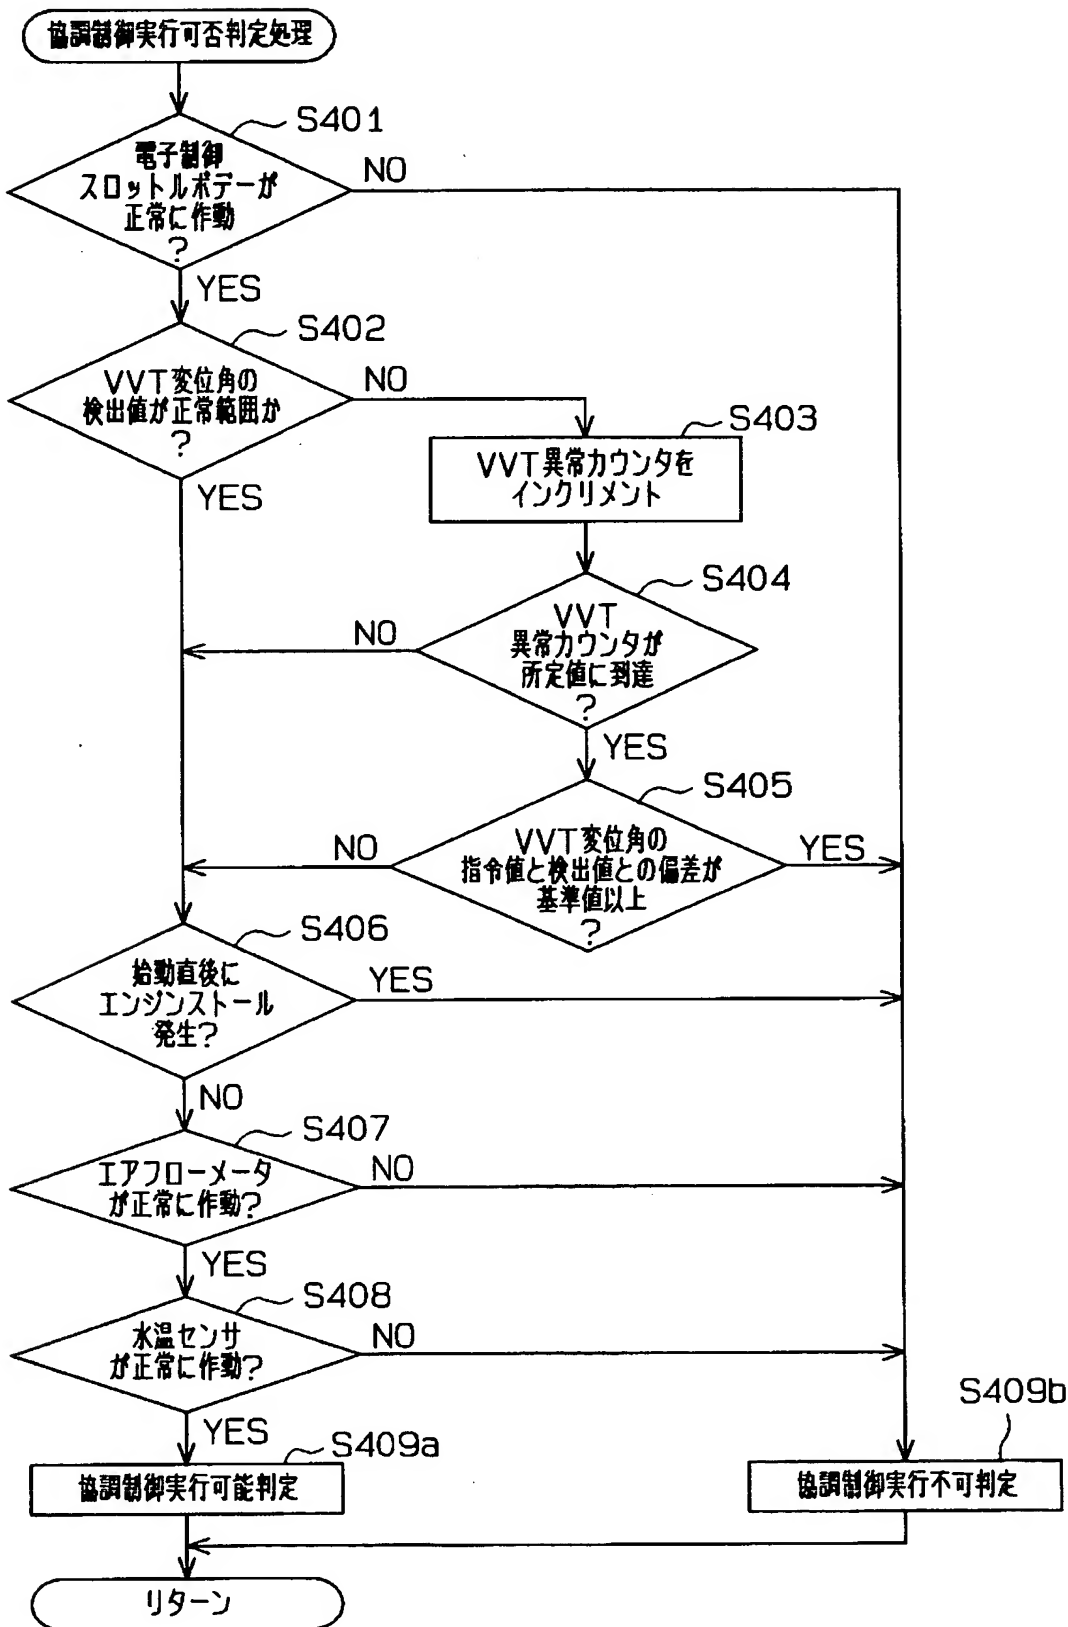 協調制御実行可否判定処理
S401
電子制御
スロットルボデーが
正常に作動
?
NO
YES
S402
VVT変位角の
検出値が正常範囲か
?
NO
YES
S403
VVT異常カウンタを
インクリメント
S404
VVT
異常カウンタが
所定値に到達
?
NO
YES
S405
VVT変位角の
指令値と検出値との偏差が
基準値以上
?
NO
YES
S406
始動直後に
エンジンストール
発生?
YES
NO
S407
エアフローメータ
が正常に作動?
NO
YES
S408
水温センサ
が正常に作動?
NO
YES
S409a
協調制御実行可能判定
S409b
協調制御実行不可判定
リターン